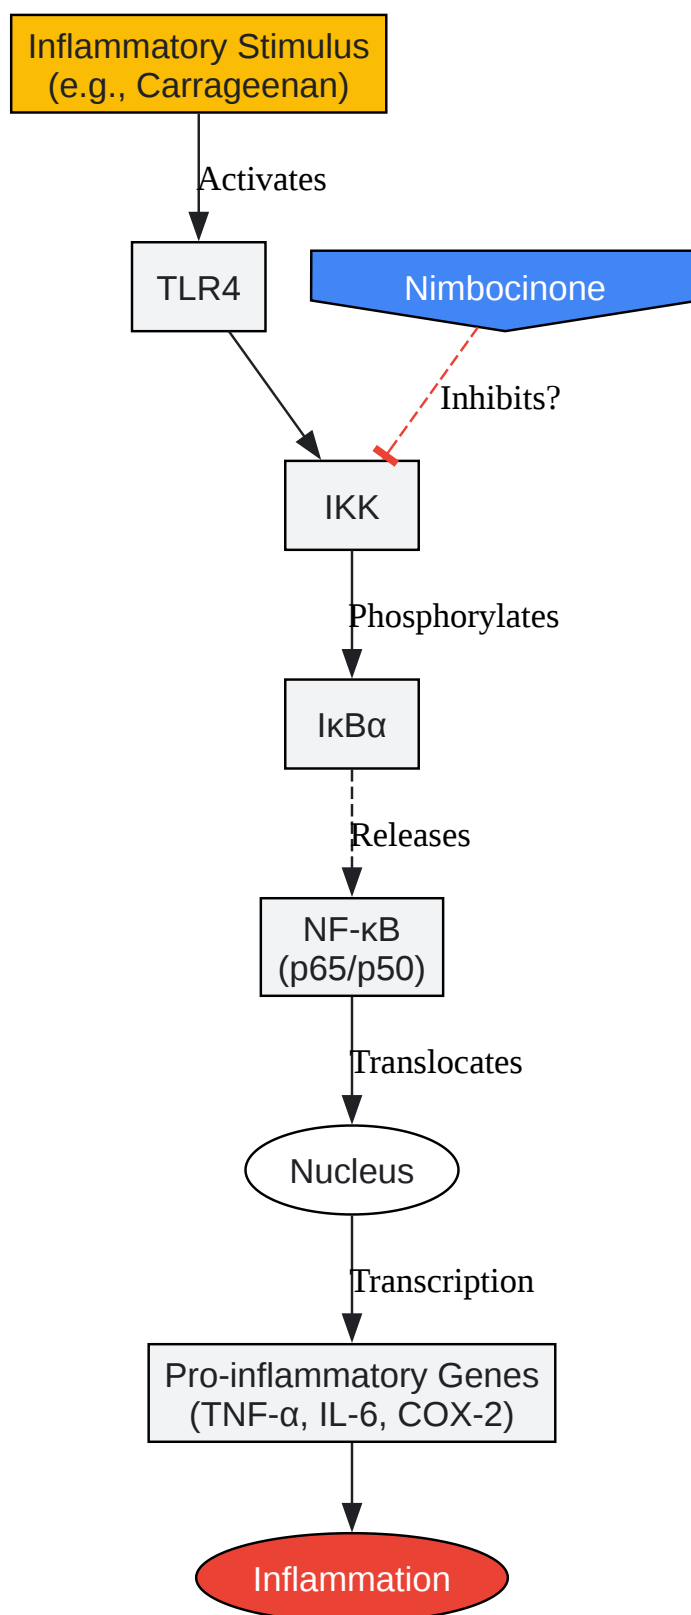 Inflammatory Stimulus
(e.g., Carrageenan)
Activates
TLR4
Nimbocinone
Inhibits?
IKK
Phosphorylates
IκBα
Releases
NF-κB
(p65/p50)
Translocates
Nucleus
Transcription
Pro-inflammatory Genes
(TNF-α, IL-6, COX-2)
Inflammation